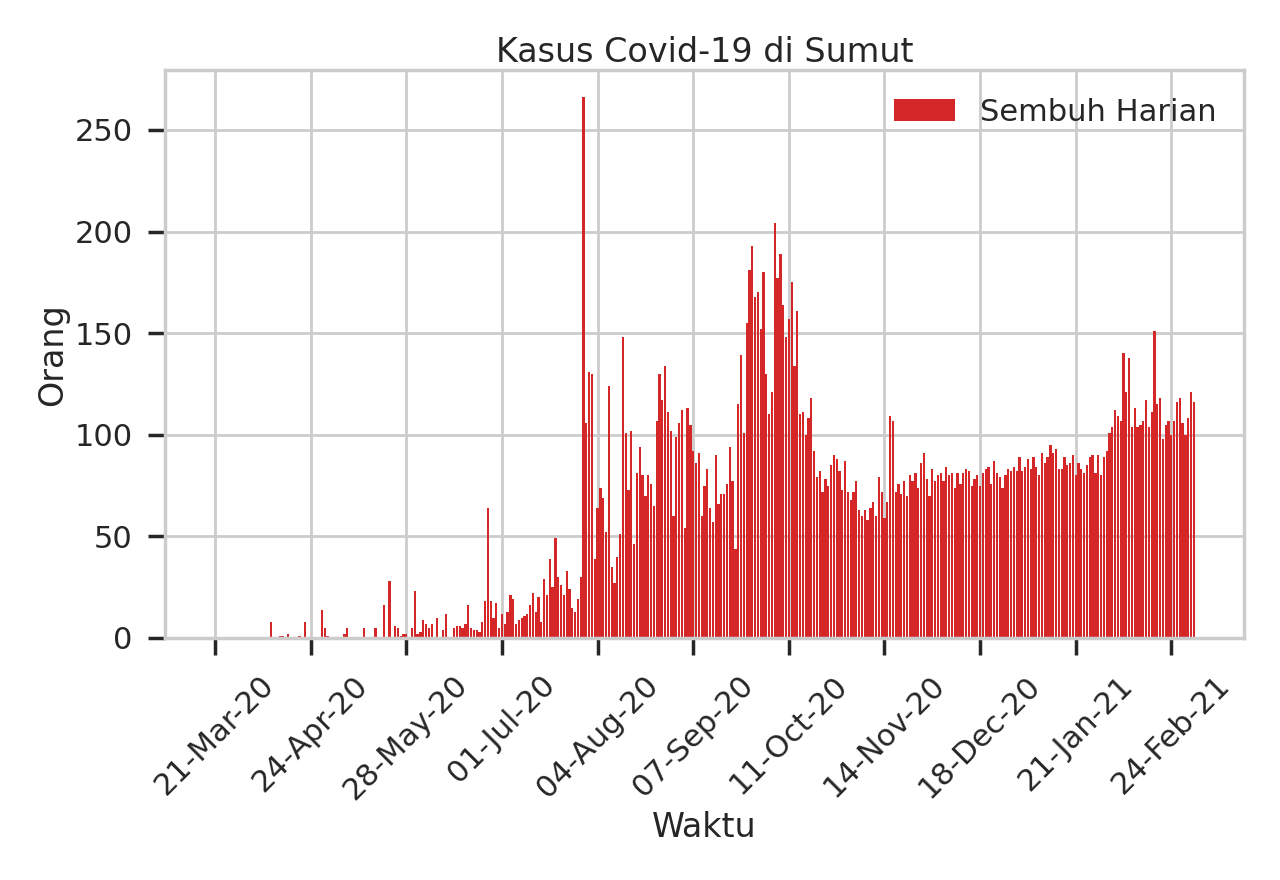 Kasus Covid-19 di Sumut
Sembuh Harian
Orang
250
200
150
100
50
0
21-Mar-20
24-Apr-20
28-May-20
01-Jul-20
04-Aug-20
07-Sep-20
11-Oct-20
14-Nov-20
18-Dec-20
21-Jan-21
24-Feb-21
Waktu